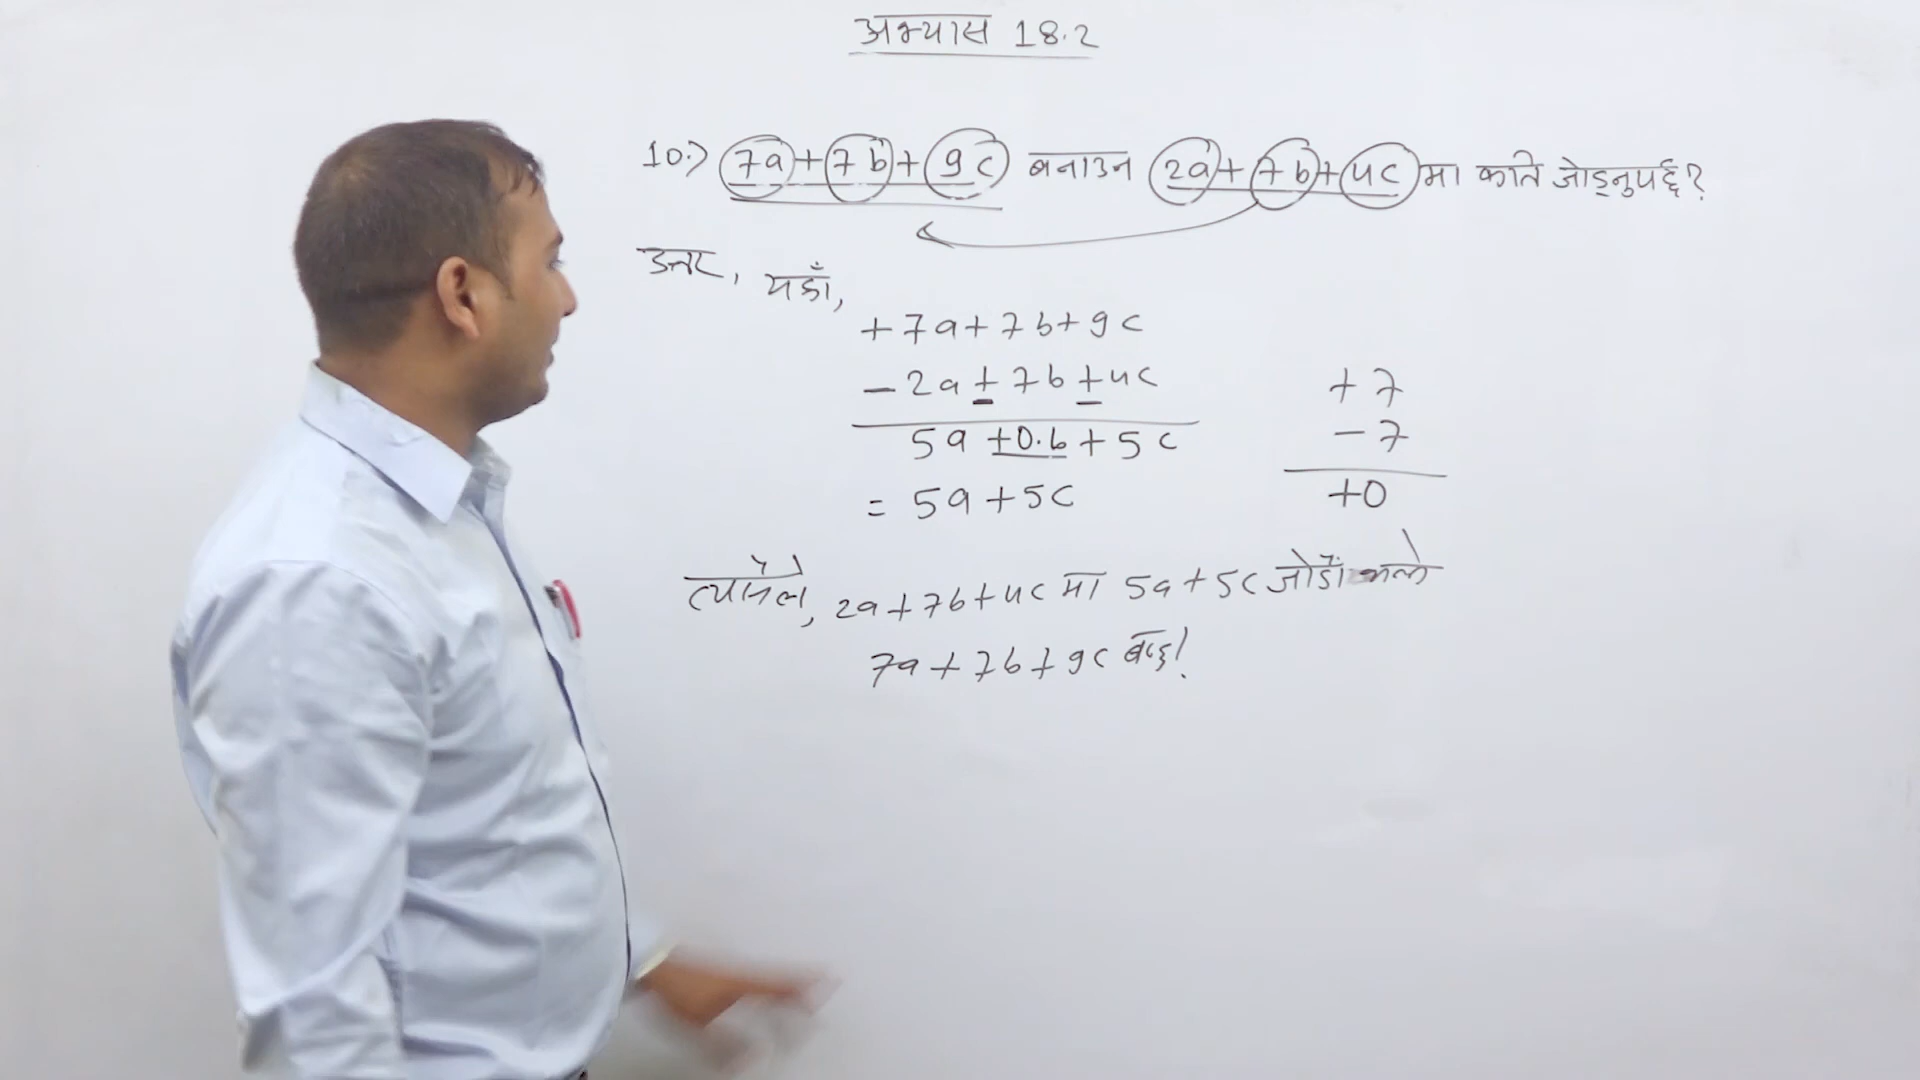 अभ्यास 18.2
10.) 7a+7b+9c बनाउन 2a+7b+4c मा कति जोड्नुपर्छ?
उत्तर, यहाँ,
+7a+7b+9c
-2a±7b±4c
5a+0.b+5c
=5a+5c
+7
-7
+0
त्यसैले, 2a+7b+4c मा 5a+5c जोडाैं
7a+7b+9c बन्छ।